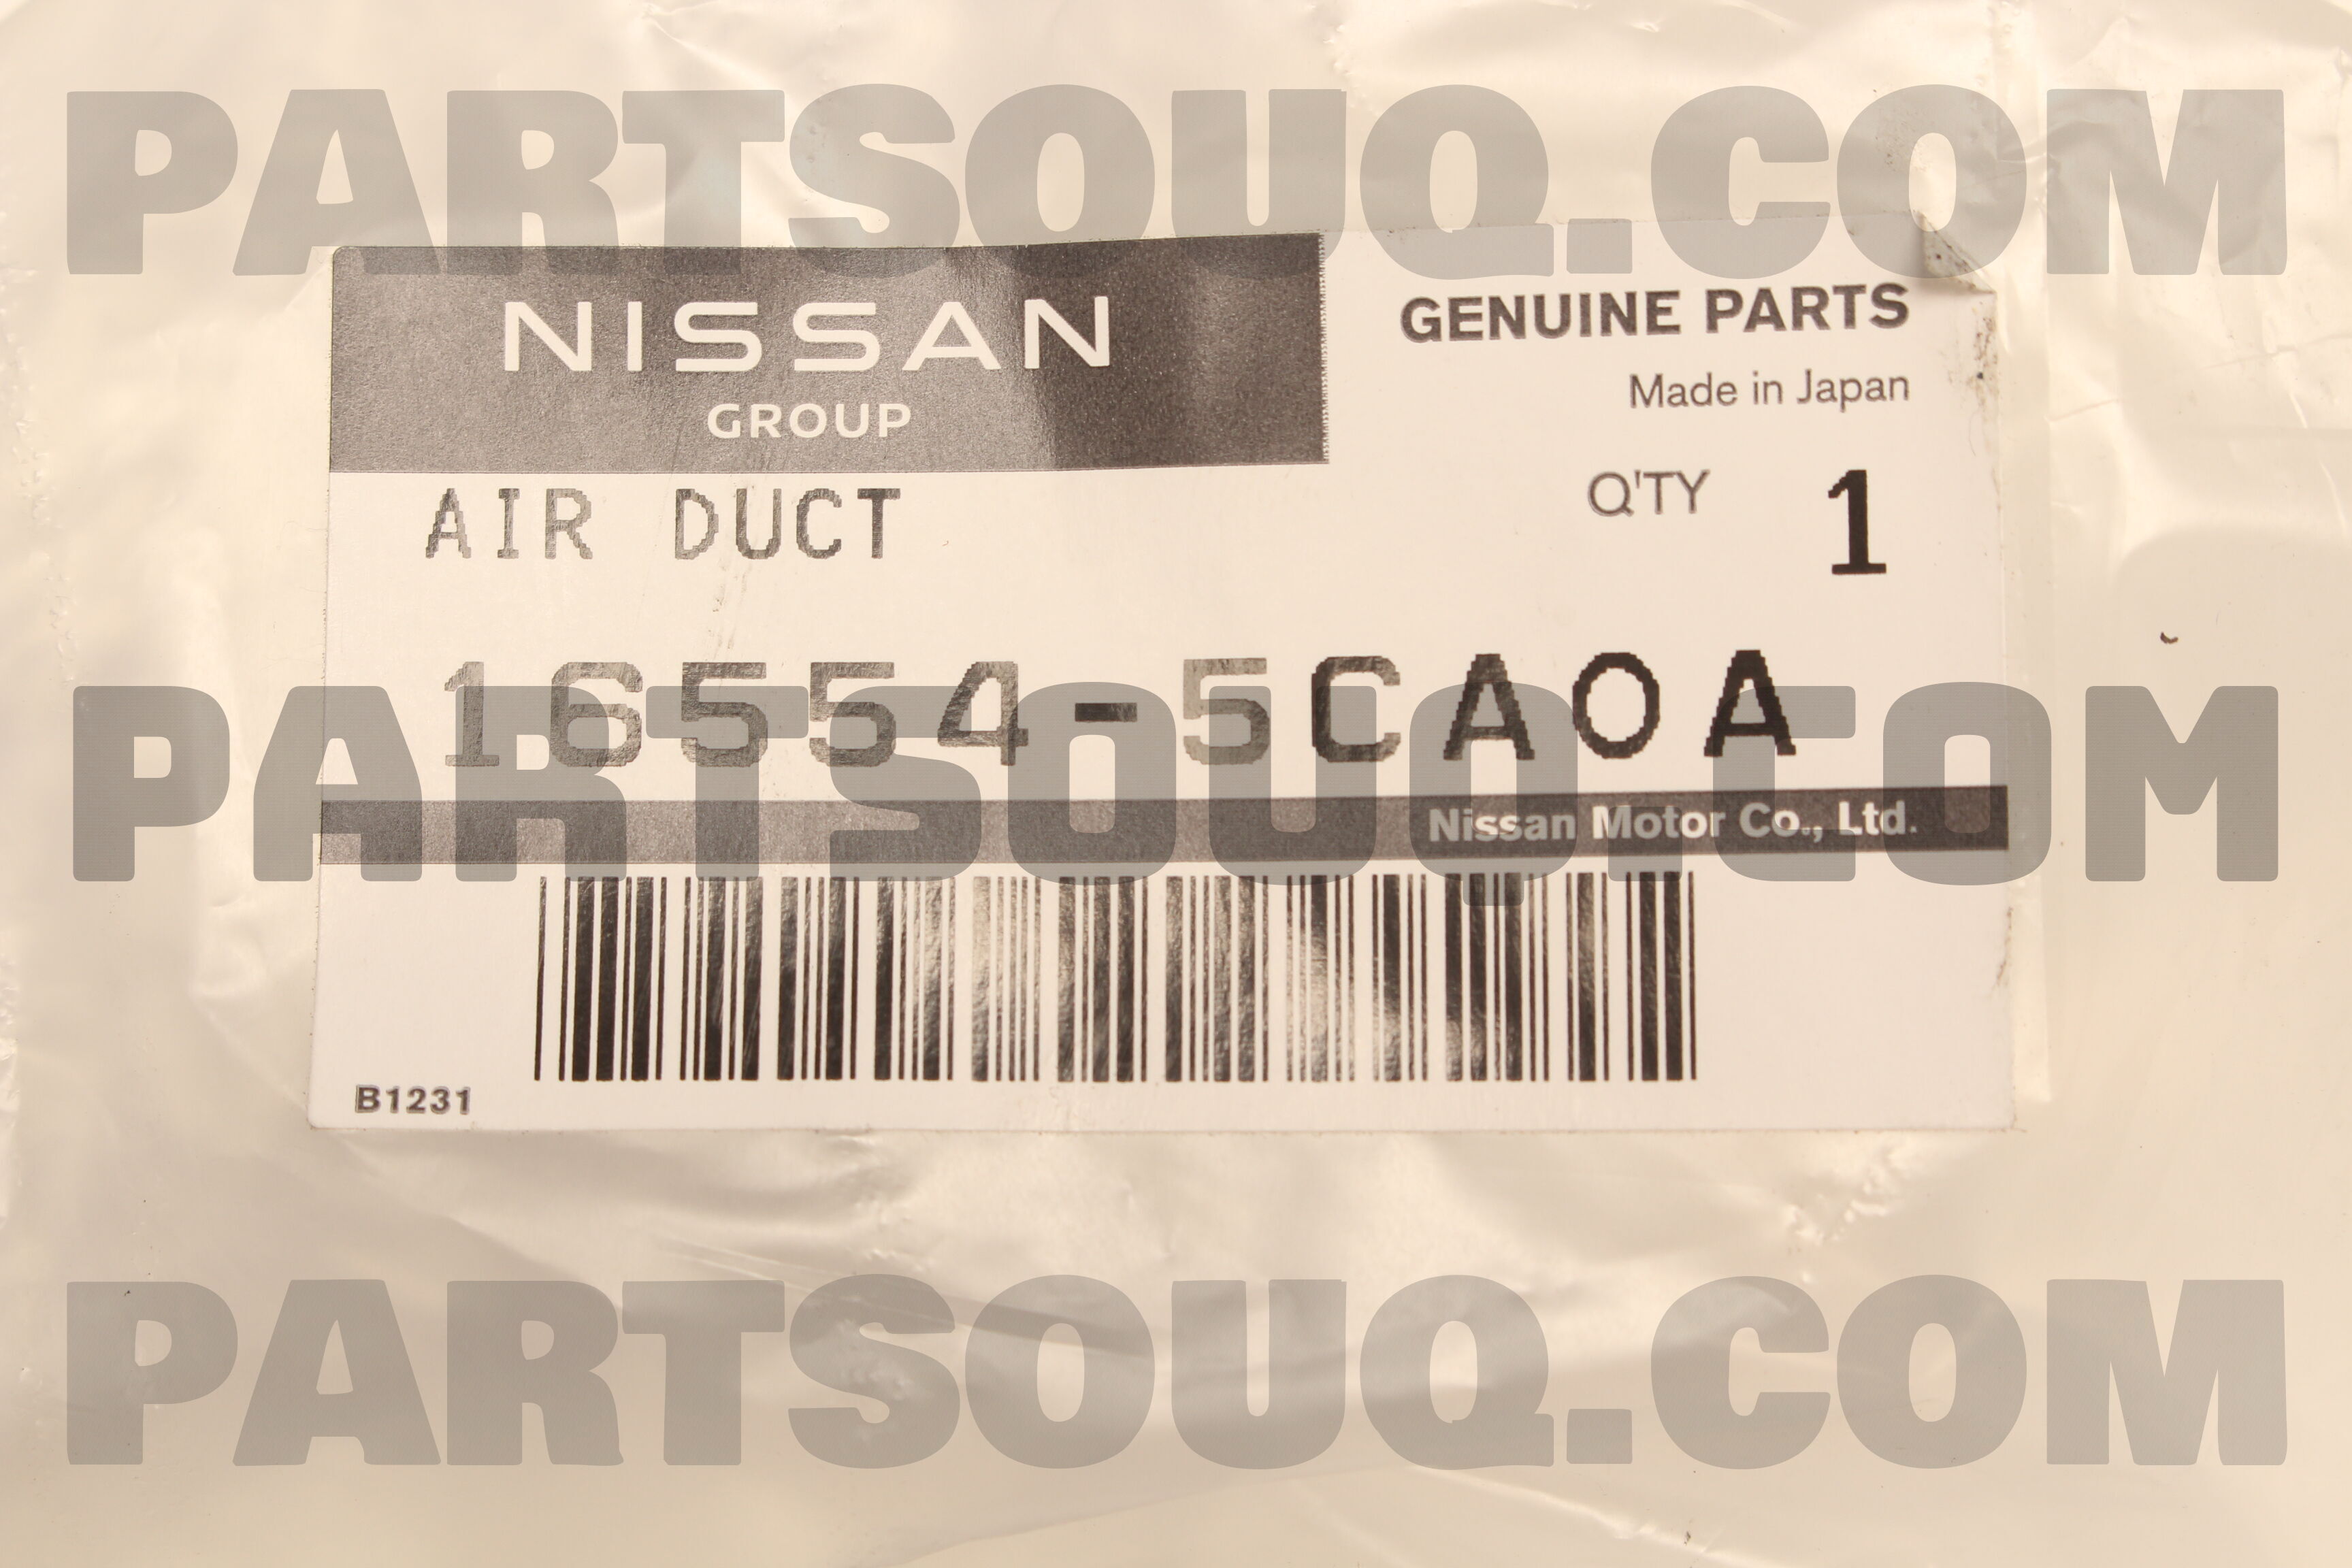 PARTSOUQ.COM
NISSAN
GROUP
GENUINE PARTS
Made in Japan
AIR DUCT
Q'TY 1
16554-5CA0A
PARTSOUQ.COM
Nissan Motor Co., Ltd.
B1231
PARTSOUQ.COM